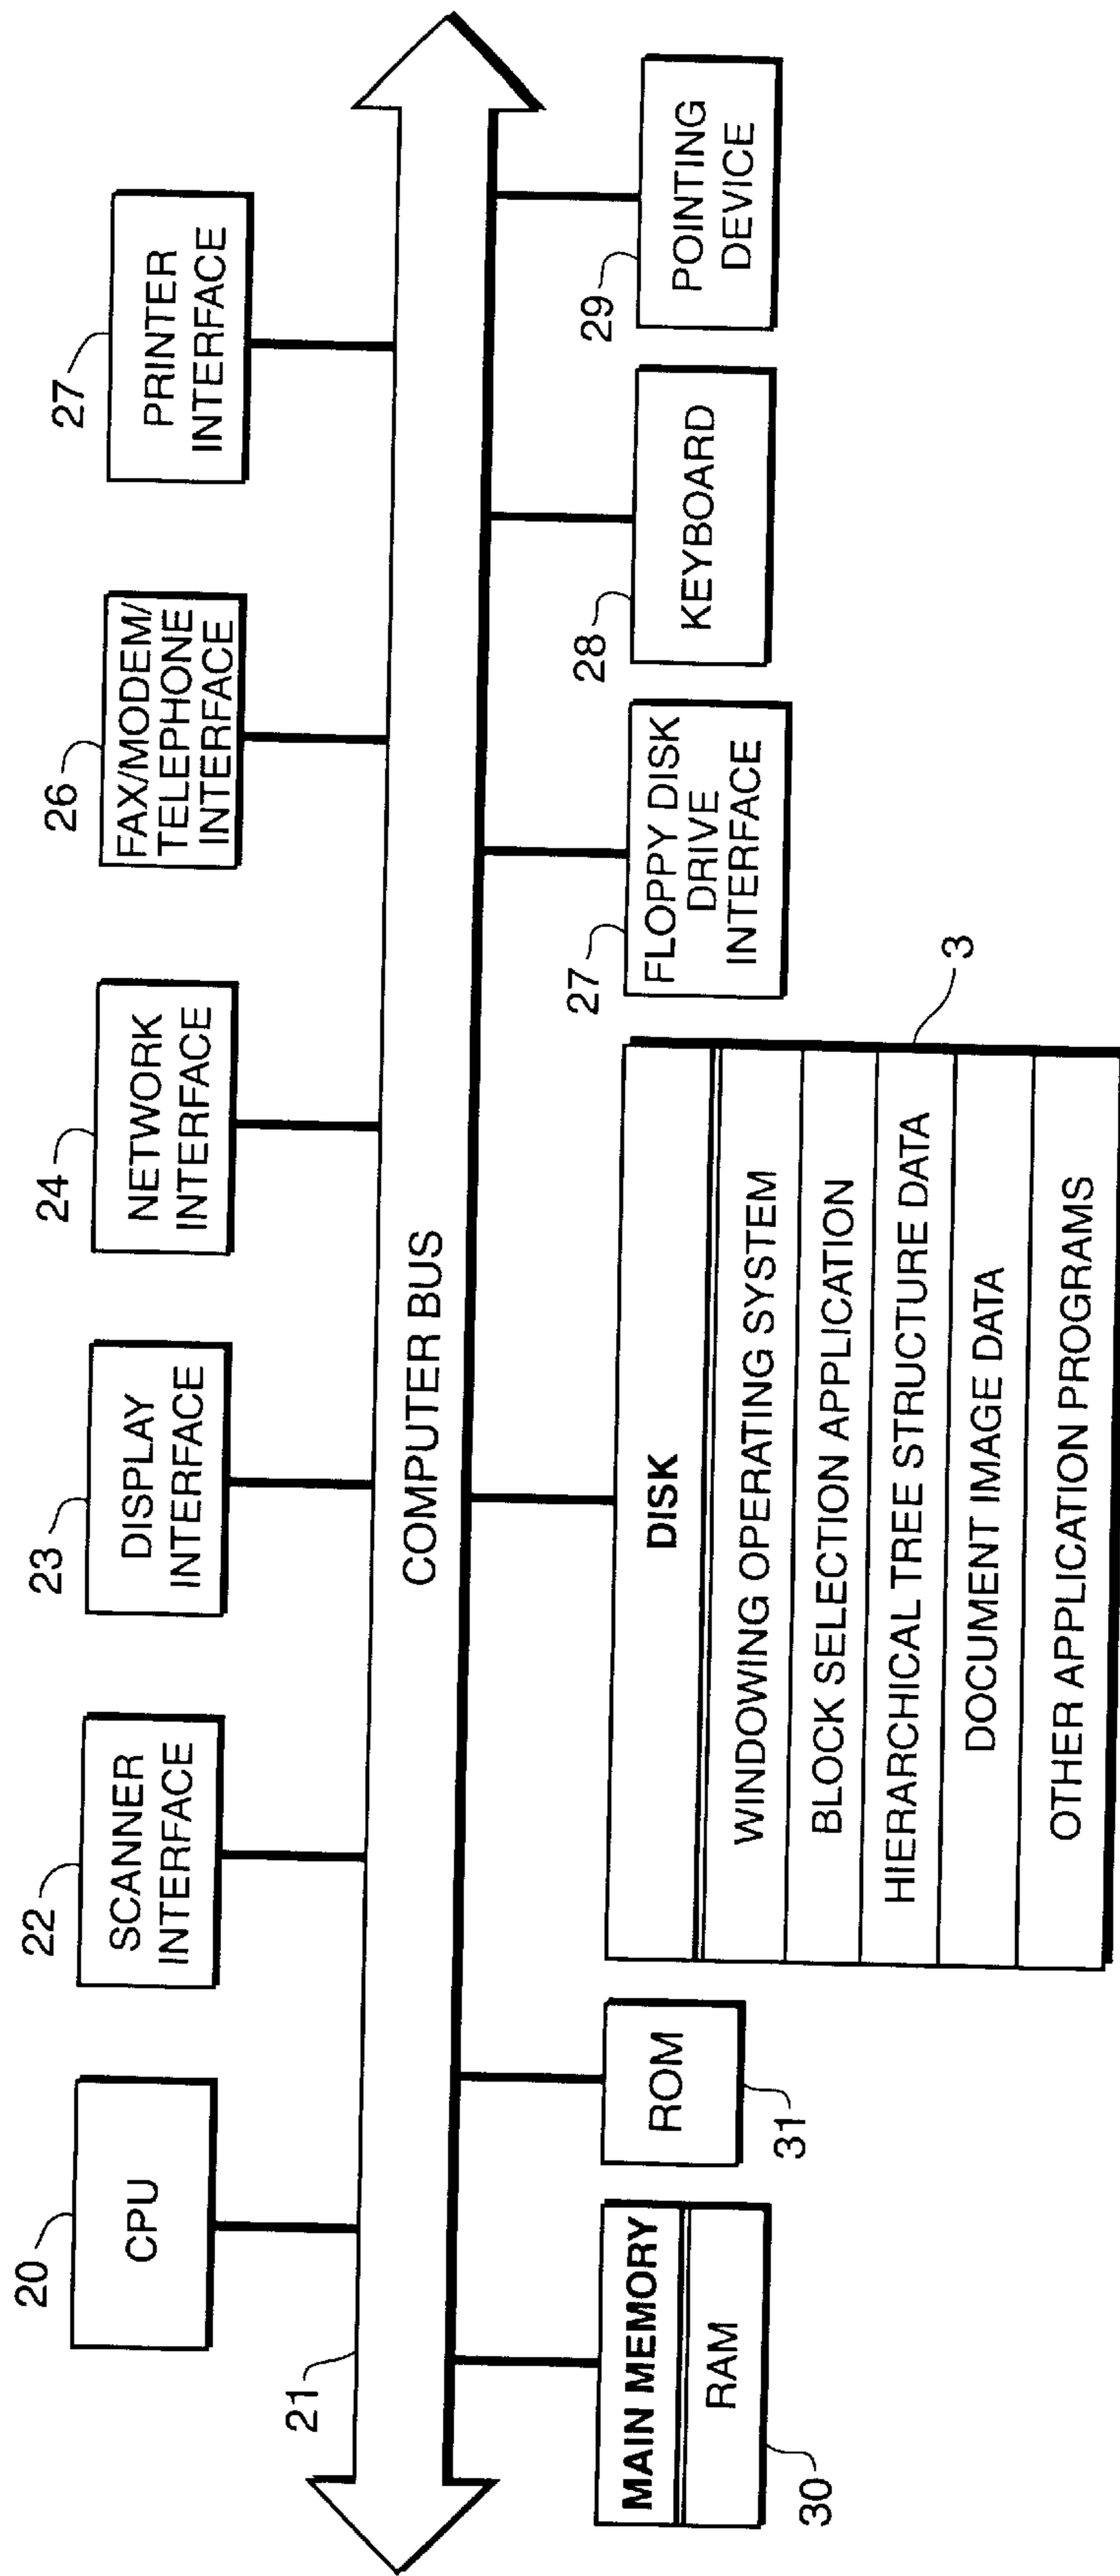 20
CPU
22
SCANNER
INTERFACE
23
DISPLAY
INTERFACE
24
NETWORK
INTERFACE
26
FAX/MODEM/
TELEPHONE
INTERFACE
27
PRINTER
INTERFACE
21
COMPUTER BUS
MAIN MEMORY
RAM
30
ROM
31
DISK
WINDOWING OPERATING SYSTEM
BLOCK SELECTION APPLICATION
HIERARCHICAL TREE STRUCTURE DATA
DOCUMENT IMAGE DATA
OTHER APPLICATION PROGRAMS
3
27
FLOPPY DISK
DRIVE
INTERFACE
28
KEYBOARD
29
POINTING
DEVICE